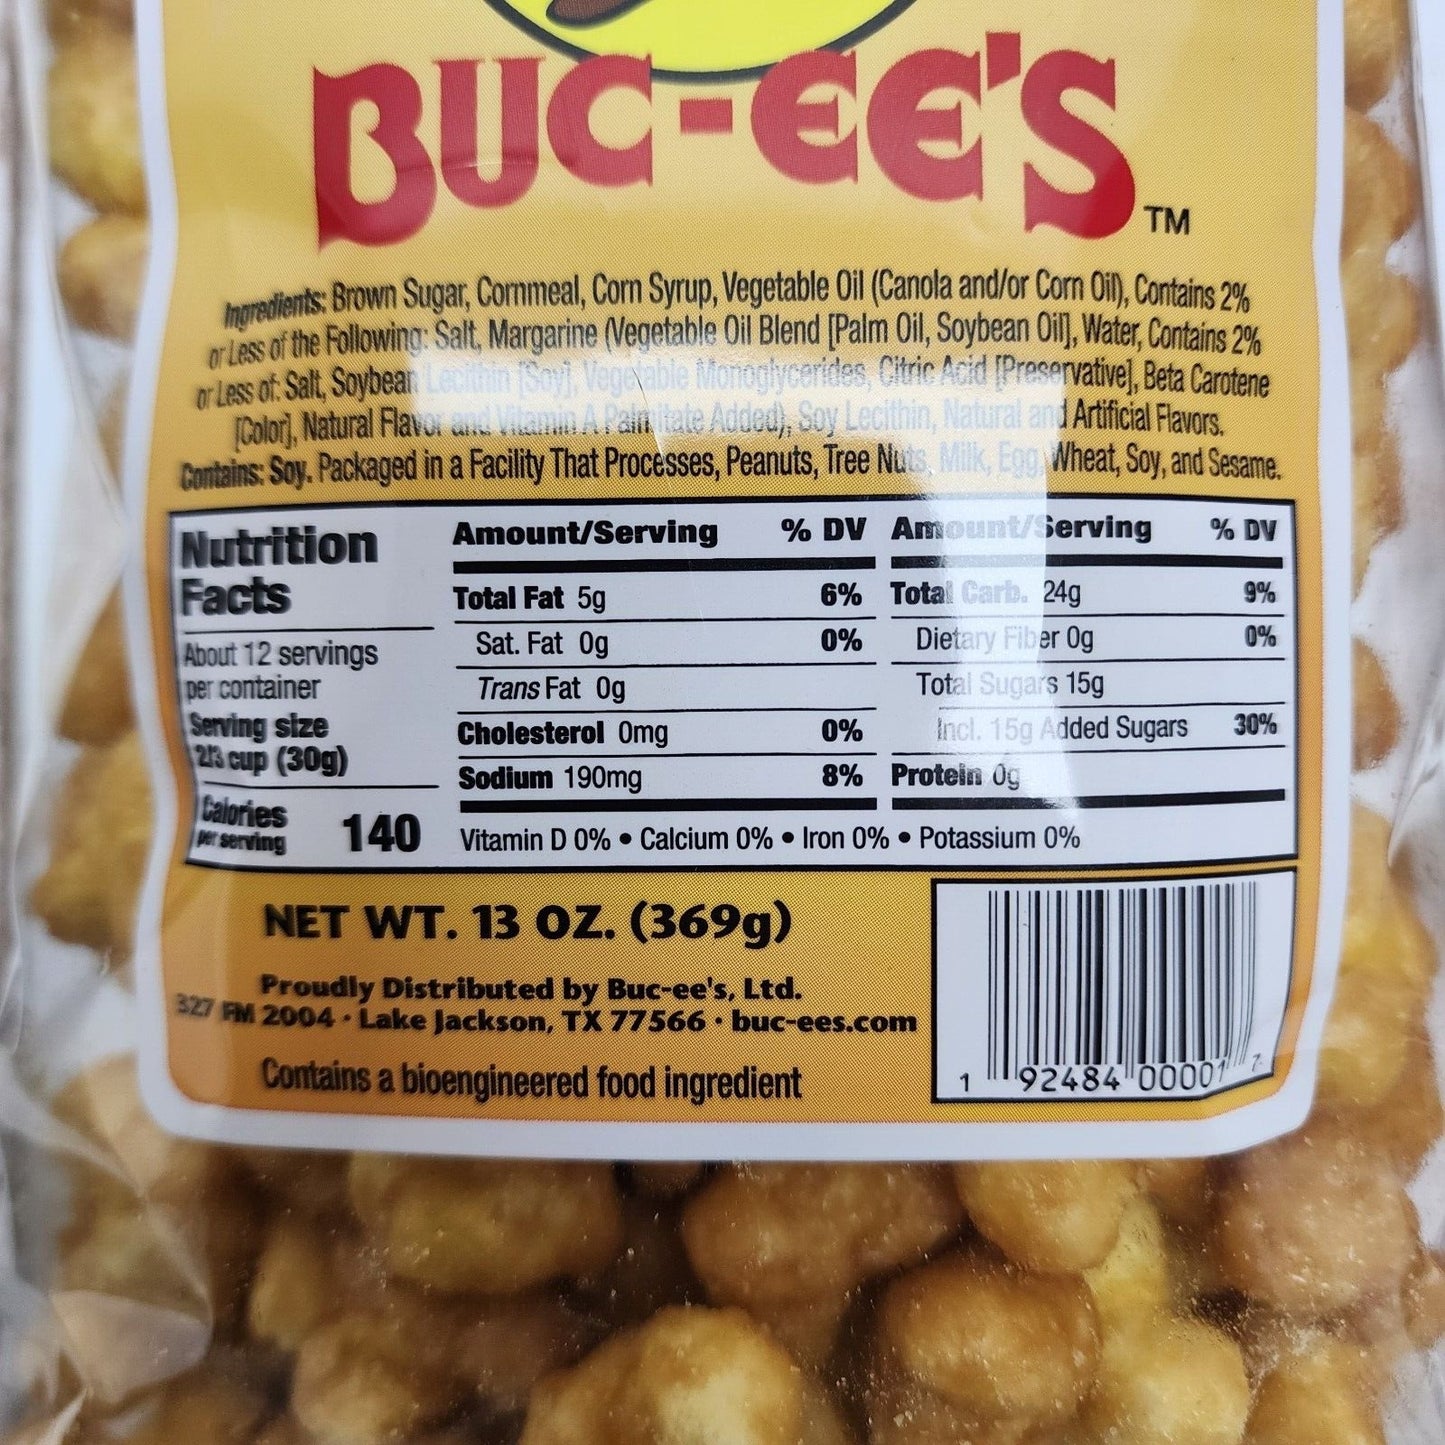 BUC-EE'S TM
Ingredients: Brown Sugar, Cornmeal, Corn Syrup, Vegetable Oil (Canola and/or Corn Oil), Contains 2%
or Less of the Following: Salt, Margarine (Vegetable Oil Blend [Palm Oil, Soybean Oil], Water, Contains 2%
or Less of: Salt, Soybean Lecithin [Soy], Vegetable Monoglycerides, Citric Acid [Preservative], Beta Carotene
[Color], Natural Flavor and Vitamin A Palmitate Added), Soy Lecithin, Natural and Artificial Flavors.
Contains: Soy. Packaged in a Facility That Processes, Peanuts, Tree Nuts, Milk, Egg, Wheat, Soy, and Sesame.
Nutrition
Facts
About 12 servings
per container
Serving size
2/3 cup (30g)
Calories
per serving 140
Amount/Serving % DV
Total Fat 5g 6%
Sat. Fat 0g 0%
Trans Fat 0g
Cholesterol 0mg 0%
Sodium 190mg 8%
Amount/Serving % DV
Total Carb. 24g 9%
Dietary Fiber 0g 0%
Total Sugars 15g
Incl. 15g Added Sugars 30%
Protein 0g
Vitamin D 0% • Calcium 0% • Iron 0% • Potassium 0%
NET WT. 13 OZ. (369g)
Proudly Distributed by Buc-ee's, Ltd.
327 FM 2004 · Lake Jackson, TX 77566 · buc-ees.com
Contains a bioengineered food ingredient
1 92484 00001 7